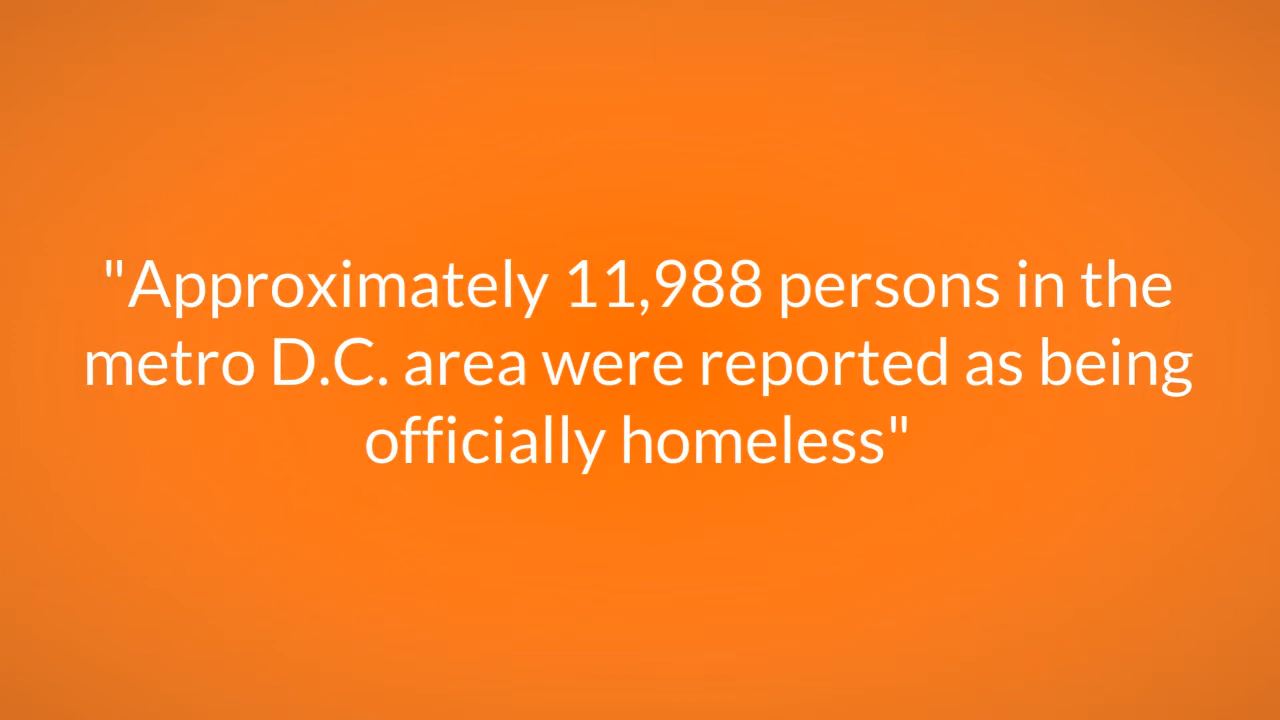 "Approximately 11,988 persons in the
metro D.C. area were reported as being
officially homeless"